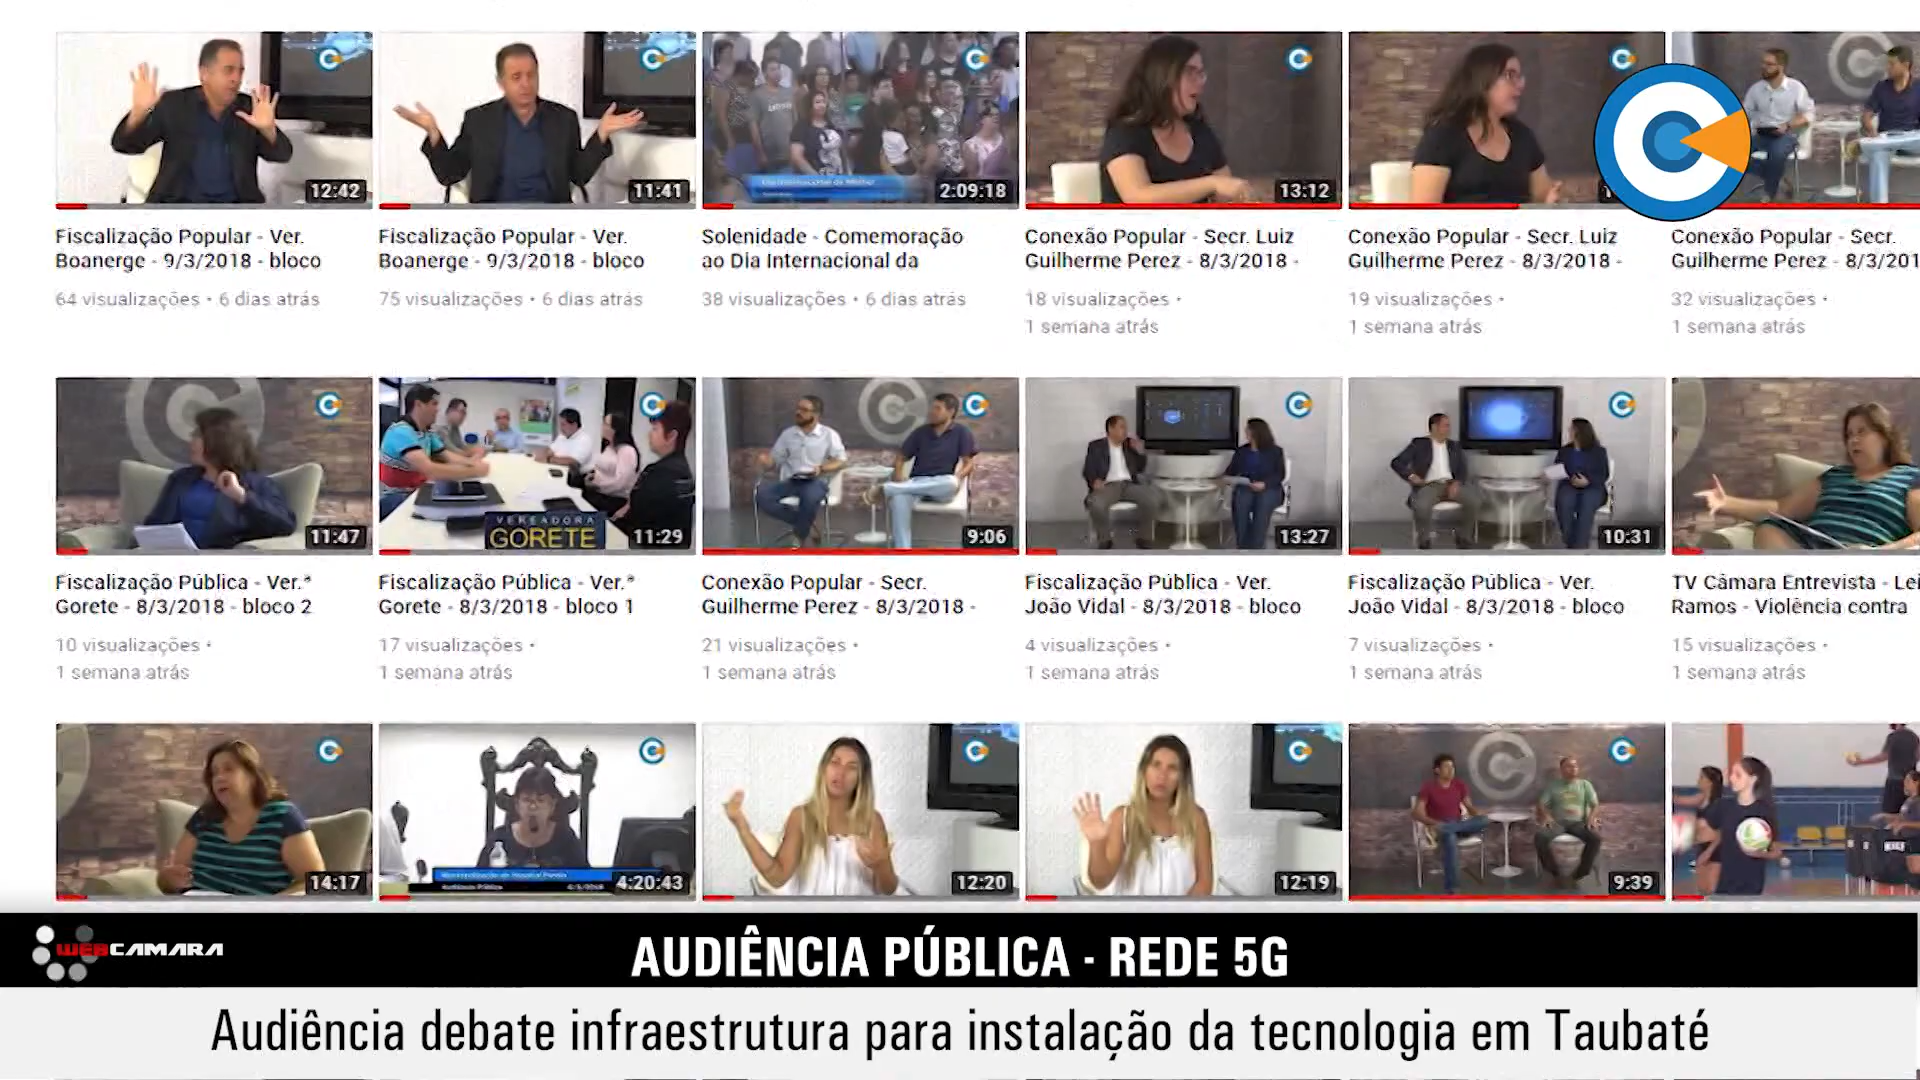 12:42
11:41
2:09:18
13:12
Fiscalização Popular - Ver.
Boanerge - 9/3/2018 - bloco
64 visualizações • 6 dias atrás
Fiscalização Popular - Ver.
Boanerge - 9/3/2018 - bloco
75 visualizações • 6 dias atrás
Solenidade - Comemoração
ao Dia Internacional da
38 visualizações • 6 dias atrás
Conexão Popular - Secr. Luiz
Guilherme Perez - 8/3/2018 -
18 visualizações •
1 semana atrás
Conexão Popular - Secr. Luiz
Guilherme Perez - 8/3/2018 -
19 visualizações •
1 semana atrás
Conexão Popular - Secr.
Guilherme Perez - 8/3/201
32 visualizações •
1 semana atrás
11:47
VEREADORA
GORETE
11:29
9:06
13:27
10:31
Fiscalização Pública - Ver.ª
Gorete - 8/3/2018 - bloco 2
10 visualizações •
1 semana atrás
Fiscalização Pública - Ver.ª
Gorete - 8/3/2018 - bloco 1
17 visualizações •
1 semana atrás
Conexão Popular - Secr.
Guilherme Perez - 8/3/2018 -
21 visualizações •
1 semana atrás
Fiscalização Pública - Ver.
João Vidal - 8/3/2018 - bloco
4 visualizações •
1 semana atrás
Fiscalização Pública - Ver.
João Vidal - 8/3/2018 - bloco
7 visualizações •
1 semana atrás
TV Câmara Entrevista - Lei
Ramos - Violência contra
15 visualizações •
1 semana atrás
14:17
Audiência Pública
4:20:43
12:20
12:19
9:39
WEBCAMARA
AUDIÊNCIA PÚBLICA - REDE 5G
Audiência debate infraestrutura para instalação da tecnologia em Taubaté